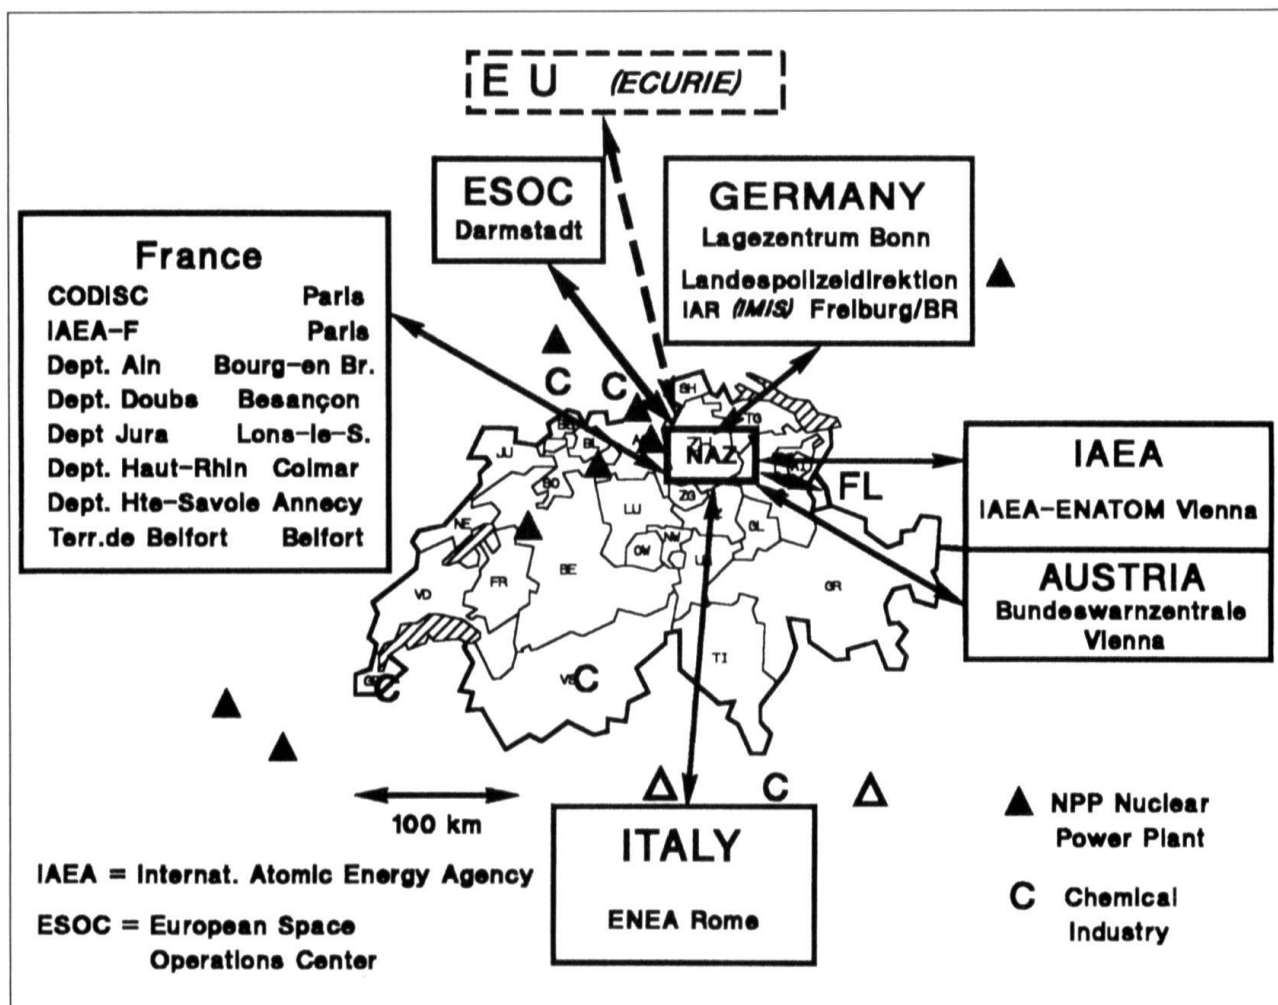 E U (ECURIE)
ESOC
Darmstadt
GERMANY
Lagezentrum Bonn
Landespolizeidirektion
IAR (IMIS) Freiburg/BR
France
CODISC Paris
IAEA-F Paris
Dept. Ain Bourg-en Br.
Dept. Doubs Besançon
Dept Jura Lons-le-S.
Dept. Haut-Rhin Colmar
Dept. Hte-Savoie Annecy
Terr.de Belfort Belfort
C
C
SH
TG
BL
ZH
NAZ
JU
SO
ZG
FL
IAEA
IAEA-ENATOM Vienna
AUSTRIA
Bundeswarnzentrale
Vienna
LU
NE
GL
OW
NW
BE
FR
VD
GR
TI
VS
C
C
C
100 km
ITALY
ENEA Rome
NPP Nuclear
Power Plant
C Chemical
Industry
IAEA = Internat. Atomic Energy Agency
ESOC = European Space
Operations Center